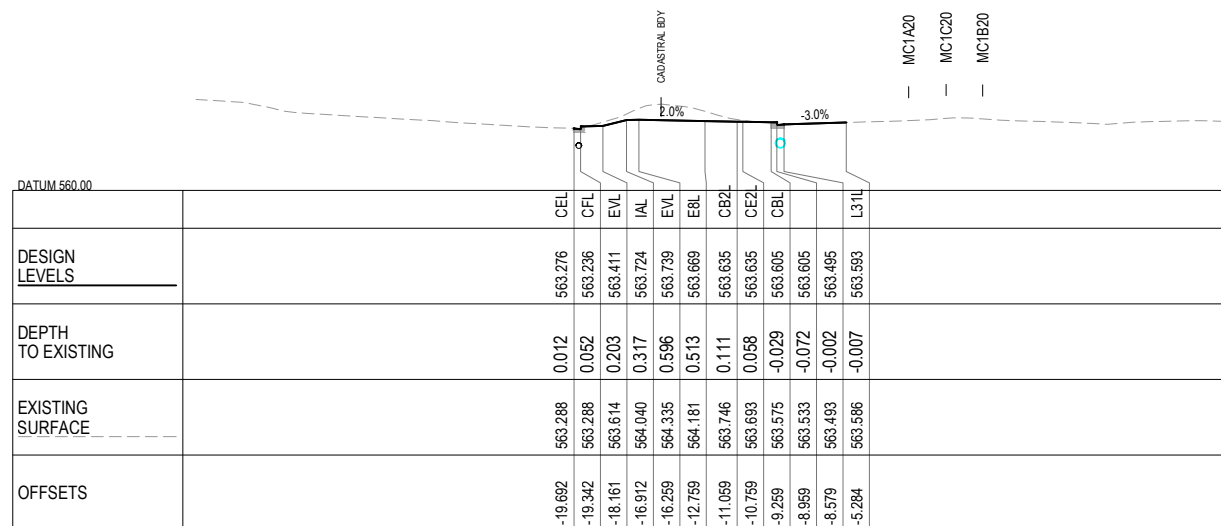 CADASTRAL BDY
MC1A20
MC1C20
MC1B20
2.0%
-3.0%
DATUM 560.00
CEL CFL EVL IAL EVL E8L CB2L CE2L CBL L31L
DESIGN
LEVELS
563.276 563.236 563.411 563.724 563.739 563.669 563.635 563.635 563.605 563.605 563.495 563.593
DEPTH
TO EXISTING
0.012 0.052 0.203 0.317 0.596 0.513 0.111 0.058 -0.029 -0.072 -0.002 -0.007
EXISTING
SURFACE
563.288 563.288 563.614 564.040 564.335 564.181 563.746 563.693 563.575 563.533 563.493 563.586
OFFSETS
-19.692 -19.342 -18.161 -16.912 -16.259 -12.759 -11.059 -10.759 -9.259 -8.959 -8.579 -5.284